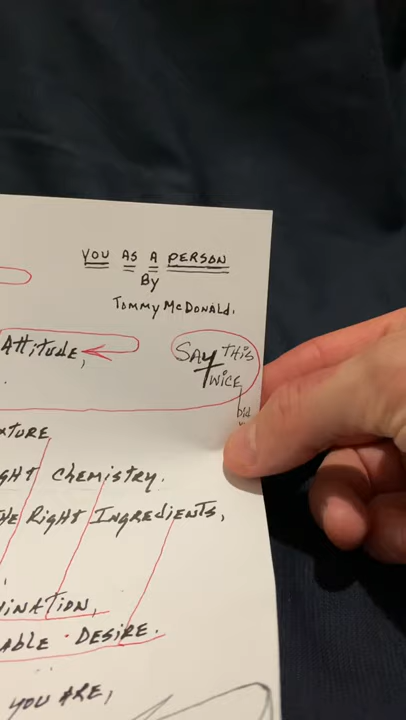 YOU AS A PERSON
By
Tommy McDonald.
Attitude,
SAY THIS
TWICE
Did
XTURE
GHT Chemistry.
HE RIGHT INGREDIENTS,
INATION,
ABLE DESIRE.
YOU ARE,